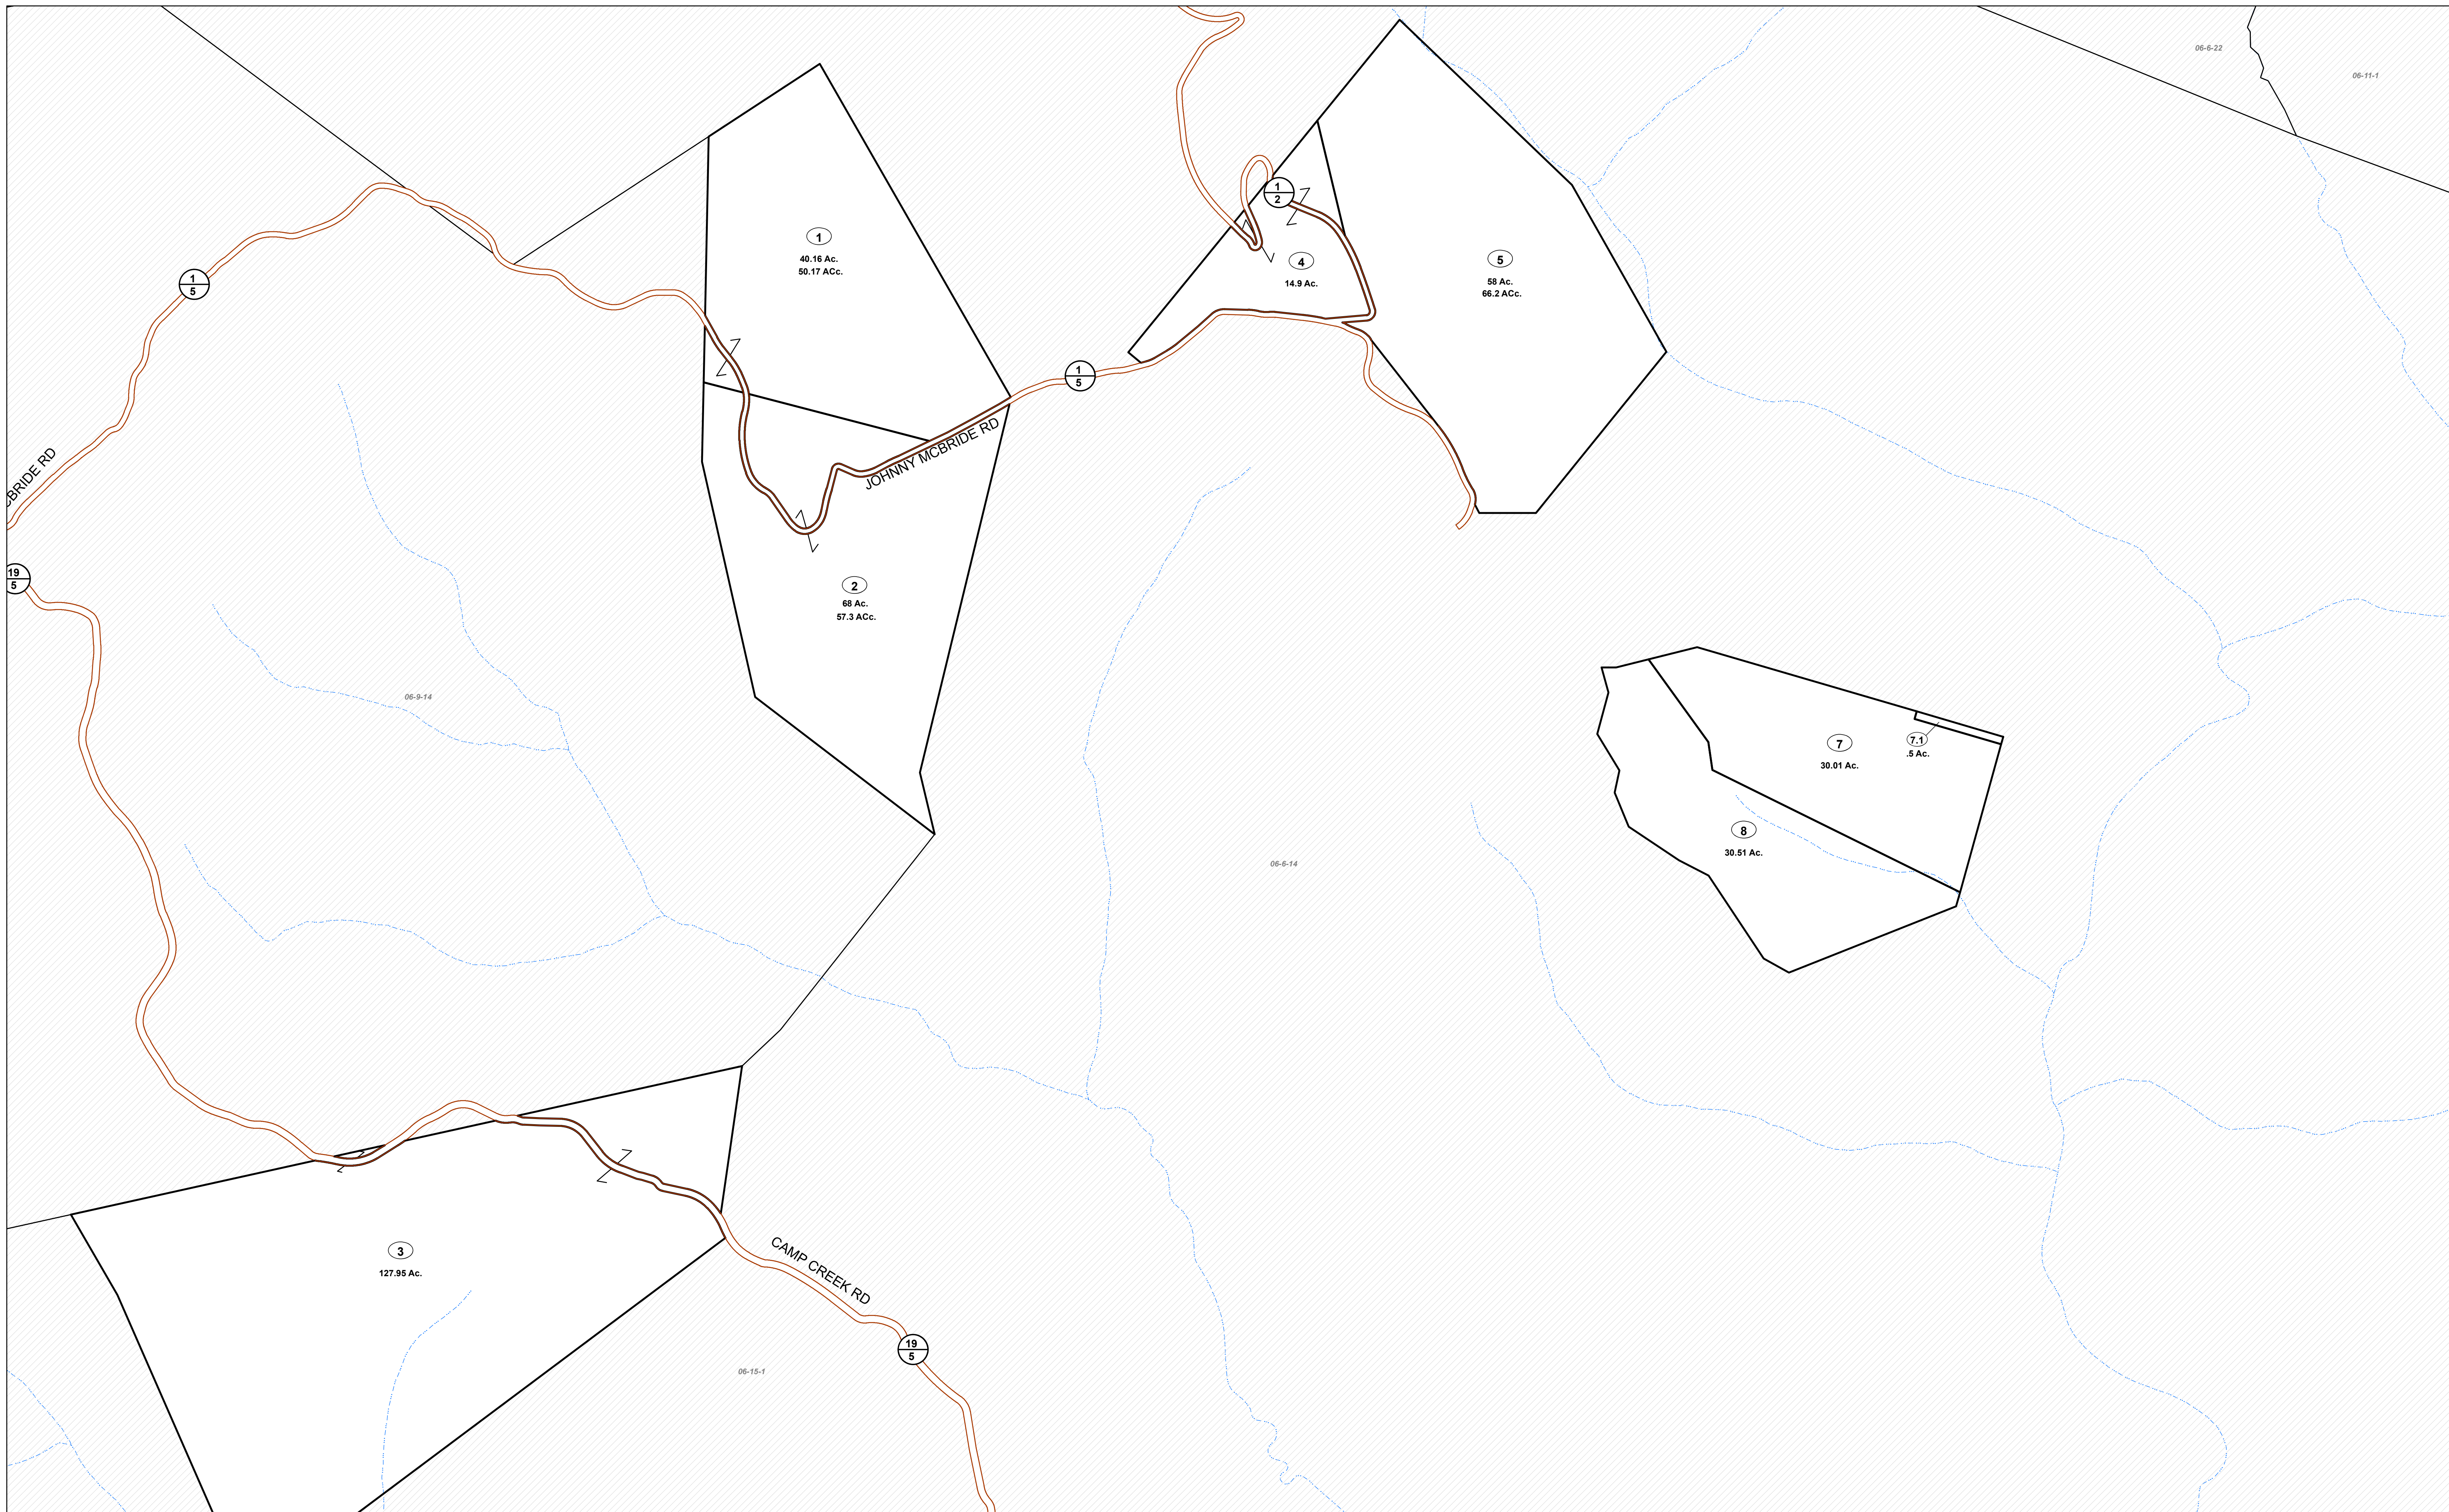 06-6-22
06-11-1
1
2
1
40.16 Ac.
50.17 ACc.
4
14.9 Ac.
5
58 Ac.
66.2 ACc.
1
5
1
5
JOHNNY MCBRIDE RD
CBRIDE RD
19
5
2
68 Ac.
57.3 ACc.
06-9-14
7
30.01 Ac.
7.1
.5 Ac.
8
30.51 Ac.
06-6-14
3
127.95 Ac.
CAMP CREEK RD
19
5
06-15-1